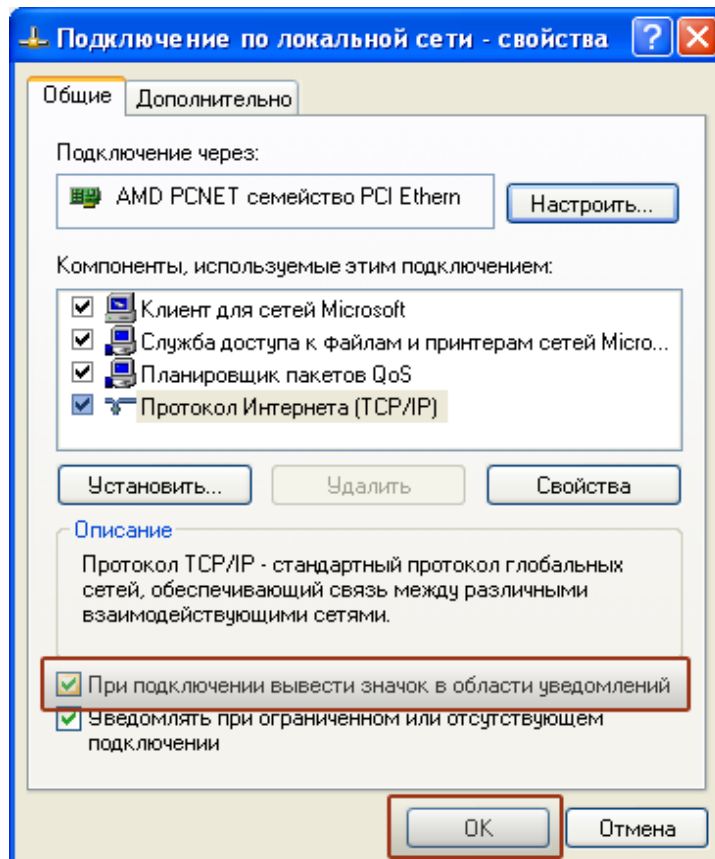 Подключение по локальной сети - свойства
Общие
Дополнительно
Подключение через:
AMD PCNET семейство PCI Ethern
Настроить...
Компоненты, используемые этим подключением:
Клиент для сетей Microsoft
Служба доступа к файлам и принтерам сетей Micro...
Планировщик пакетов QoS
Протокол Интернета (TCP/IP)
Установить...
Удалить
Свойства
Описание
Протокол TCP/IP - стандартный протокол глобальных
сетей, обеспечивающий связь между различными
взаимодействующими сетями.
При подключении вывести значок в области уведомлений
Уведомлять при ограниченном или отсутствующем
подключении
OK
Отмена